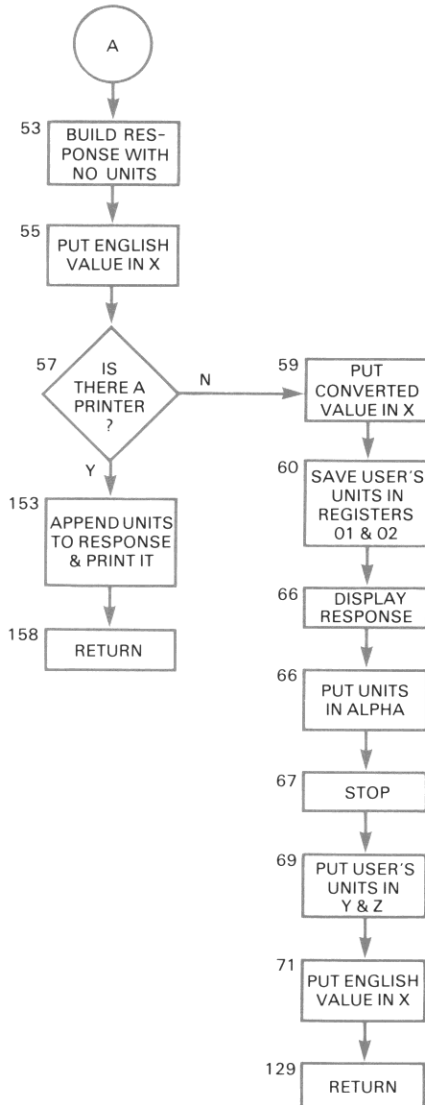 A
53
BUILD RES-
PONSE WITH
NO UNITS
55
PUT ENGLISH
VALUE IN X
57
IS
THERE A
PRINTER
?
N
Y
153
APPEND UNITS
TO RESPONSE
& PRINT IT
158
RETURN
59
PUT
CONVERTED
VALUE IN X
60
SAVE USER'S
UNITS IN
REGISTERS
01 & 02
66
DISPLAY
RESPONSE
66
PUT UNITS
IN ALPHA
67
STOP
69
PUT USER'S
UNITS IN
Y & Z
71
PUT ENGLISH
VALUE IN X
129
RETURN